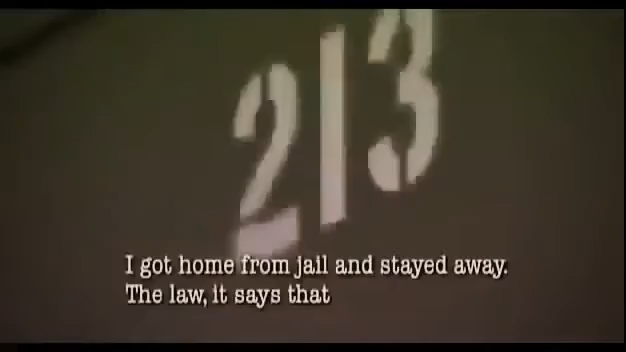 213
I got home from jail and stayed away.
The law, it says that